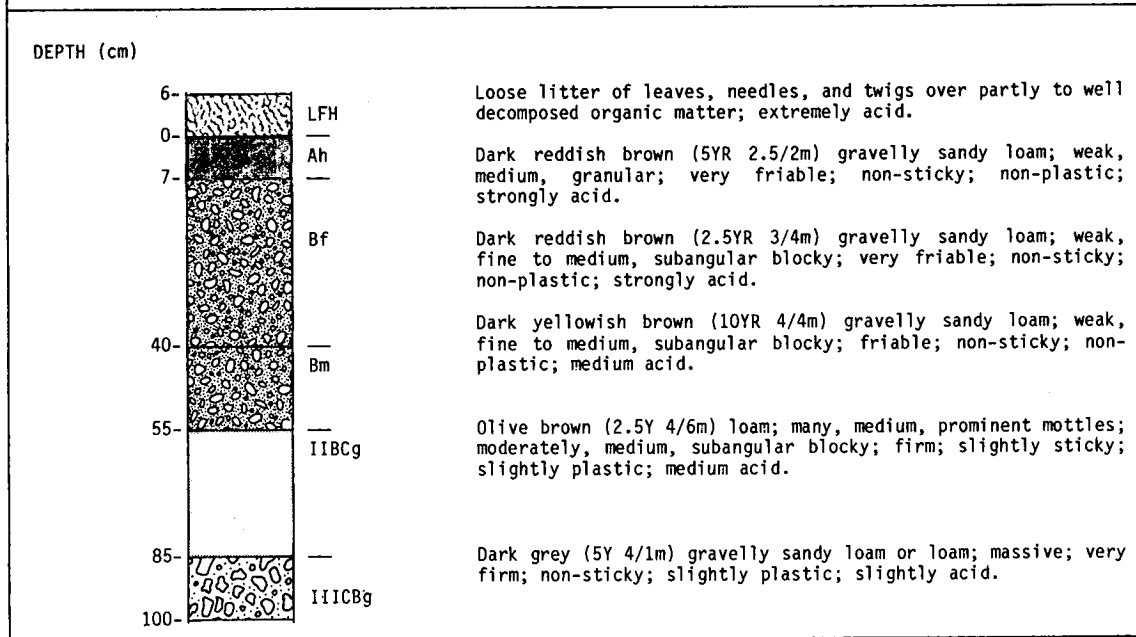 DEPTH (cm)
6-
LFH
Loose litter of leaves, needles, and twigs over partly to well
decomposed organic matter; extremely acid.
0-
Ah
Dark reddish brown (5YR 2.5/2m) gravelly sandy loam; weak,
medium, granular; very friable; non-sticky; non-plastic;
strongly acid.
7-
Bf
Dark reddish brown (2.5YR 3/4m) gravelly sandy loam; weak,
fine to medium, subangular blocky; very friable; non-sticky;
non-plastic; strongly acid.
40-
Bm
Dark yellowish brown (10YR 4/4m) gravelly sandy loam; weak,
fine to medium, subangular blocky; friable; non-sticky; non-
plastic; medium acid.
55-
IIBCg
Olive brown (2.5Y 4/6m) loam; many, medium, prominent mottles;
moderately, medium, subangular blocky; firm; slightly sticky;
slightly plastic; medium acid.
85-
IIICBg
Dark grey (5Y 4/1m) gravelly sandy loam or loam; massive; very
firm; non-sticky; slightly plastic; slightly acid.
100-